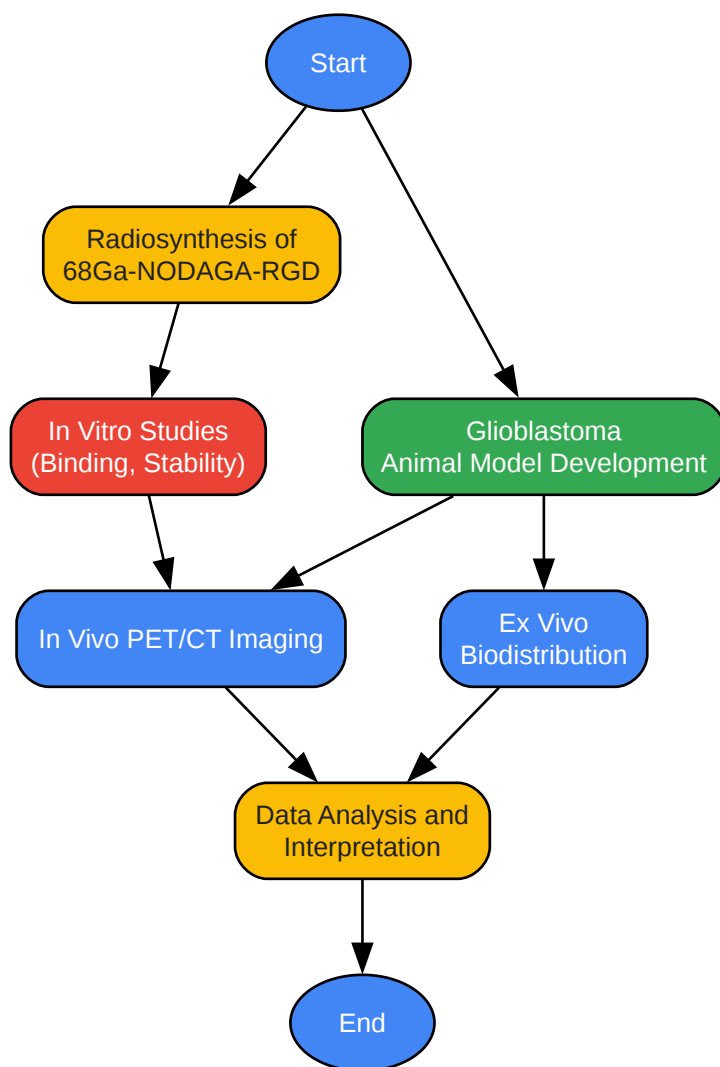 Start
Radiosynthesis of
68Ga-NODAGA-RGD
In Vitro Studies
(Binding, Stability)
Glioblastoma
Animal Model Development
In Vivo PET/CT Imaging
Ex Vivo
Biodistribution
Data Analysis and
Interpretation
End